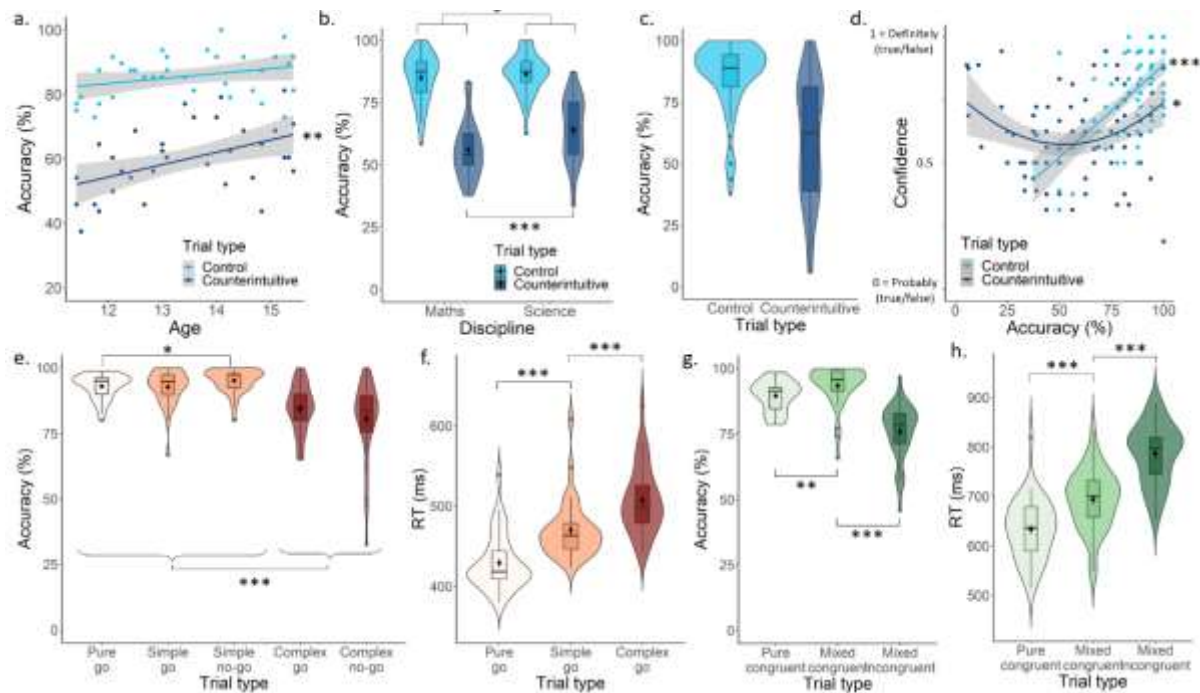 a.
100
80
60
40
20
Accuracy (%)
**
Trial type
Control
Counterintuitive
12
13
14
15
Age
b.
100
75
50
25
0
Accuracy (%)
***
Trial type
Control
Counterintuitive
Maths
Science
Discipline
c.
100
75
50
25
0
Accuracy (%)
Control
Counterintuitive
Trial type
d.
1 = Definitely
(true/false)
0.5
Confidence
0 = Probably
(true/false)
***
*
Trial type
Control
Counterintuitive
0
25
50
75
100
Accuracy (%)
e.
100
75
50
25
0
Accuracy (%)
*
***
Pure Simple Simple Complex Complex
go go no-go go no-go
Trial type
f.
600
500
400
RT (ms)
***
***
Pure Simple Complex
go go go
Trial type
g.
100
75
50
25
0
Accuracy (%)
**
***
Pure Mixed Mixed
congruent congruent Incongruent
Trial type
h.
900
800
700
600
500
RT (ms)
***
***
Pure Mixed Mixed
congruent congruent Incongruent
Trial type